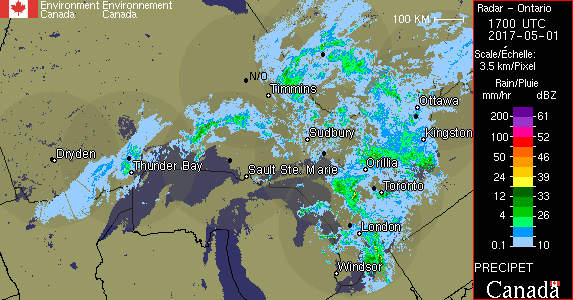 Environment Environnement
Canada Canada
100 KM
N/O
Timmins
Ottawa
Sudbury
Kingston
Dryden
Thunder Bay
Sault Ste. Marie
Orillia
Toronto
London
Windsor
Radar - Ontario
1700 UTC
2017-05-01
Scale/Échelle:
3.5 km/Pixel
Rain/Pluie
mm/hr dBZ
200 61
100 52
50 46
24 39
12 33
4 26
0.1 10
PRECIPET
Canada